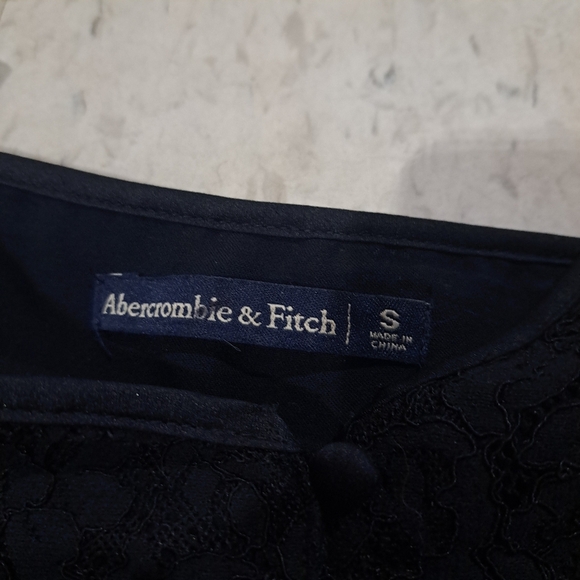 Abercrombie & Fitch | S
MADE IN
CHINA